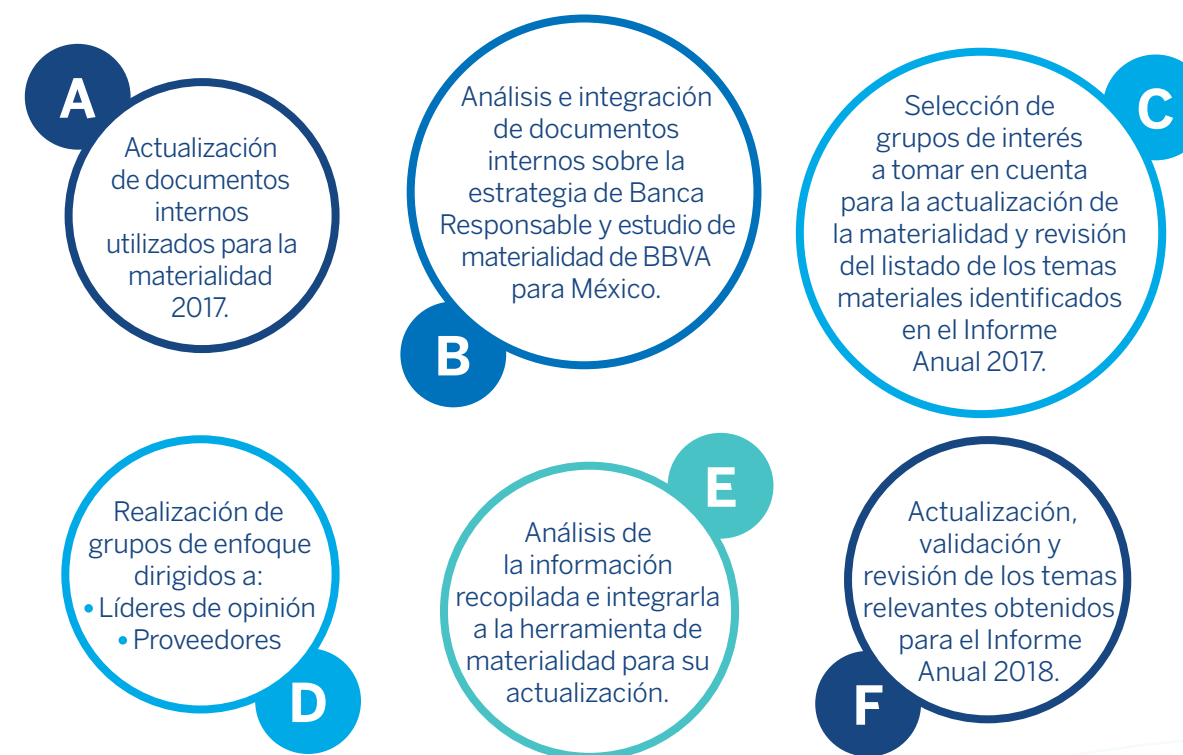 A
Actualización
de documentos
internos
utilizados para la
materialidad
2017.
Análisis e integración
de documentos
internos sobre la
estrategia de Banca
Responsable y estudio de
materialidad de BBVA
para México.
B
C
Selección de
grupos de interés
a tomar en cuenta
para la actualización de
la materialidad y revisión
del listado de los temas
materiales identificados
en el Informe
Anual 2017.
Realización de
grupos de enfoque
dirigidos a:
• Líderes de opinión
• Proveedores
D
E
Análisis de
la información
recopilada e integrarla
a la herramienta de
materialidad para su
actualización.
Actualización,
validación y
revisión de los temas
relevantes obtenidos
para el Informe
Anual 2018.
F